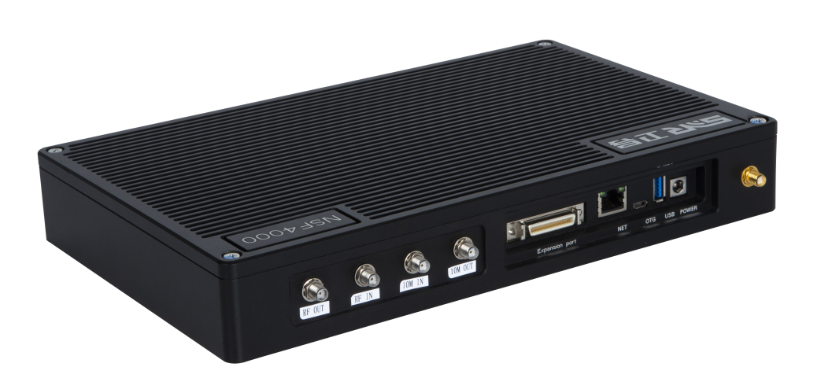 NSF4000
RF OUT
RF IN
10M IN
10M OUT
Expansion port
NET
OTG
USB
POWER